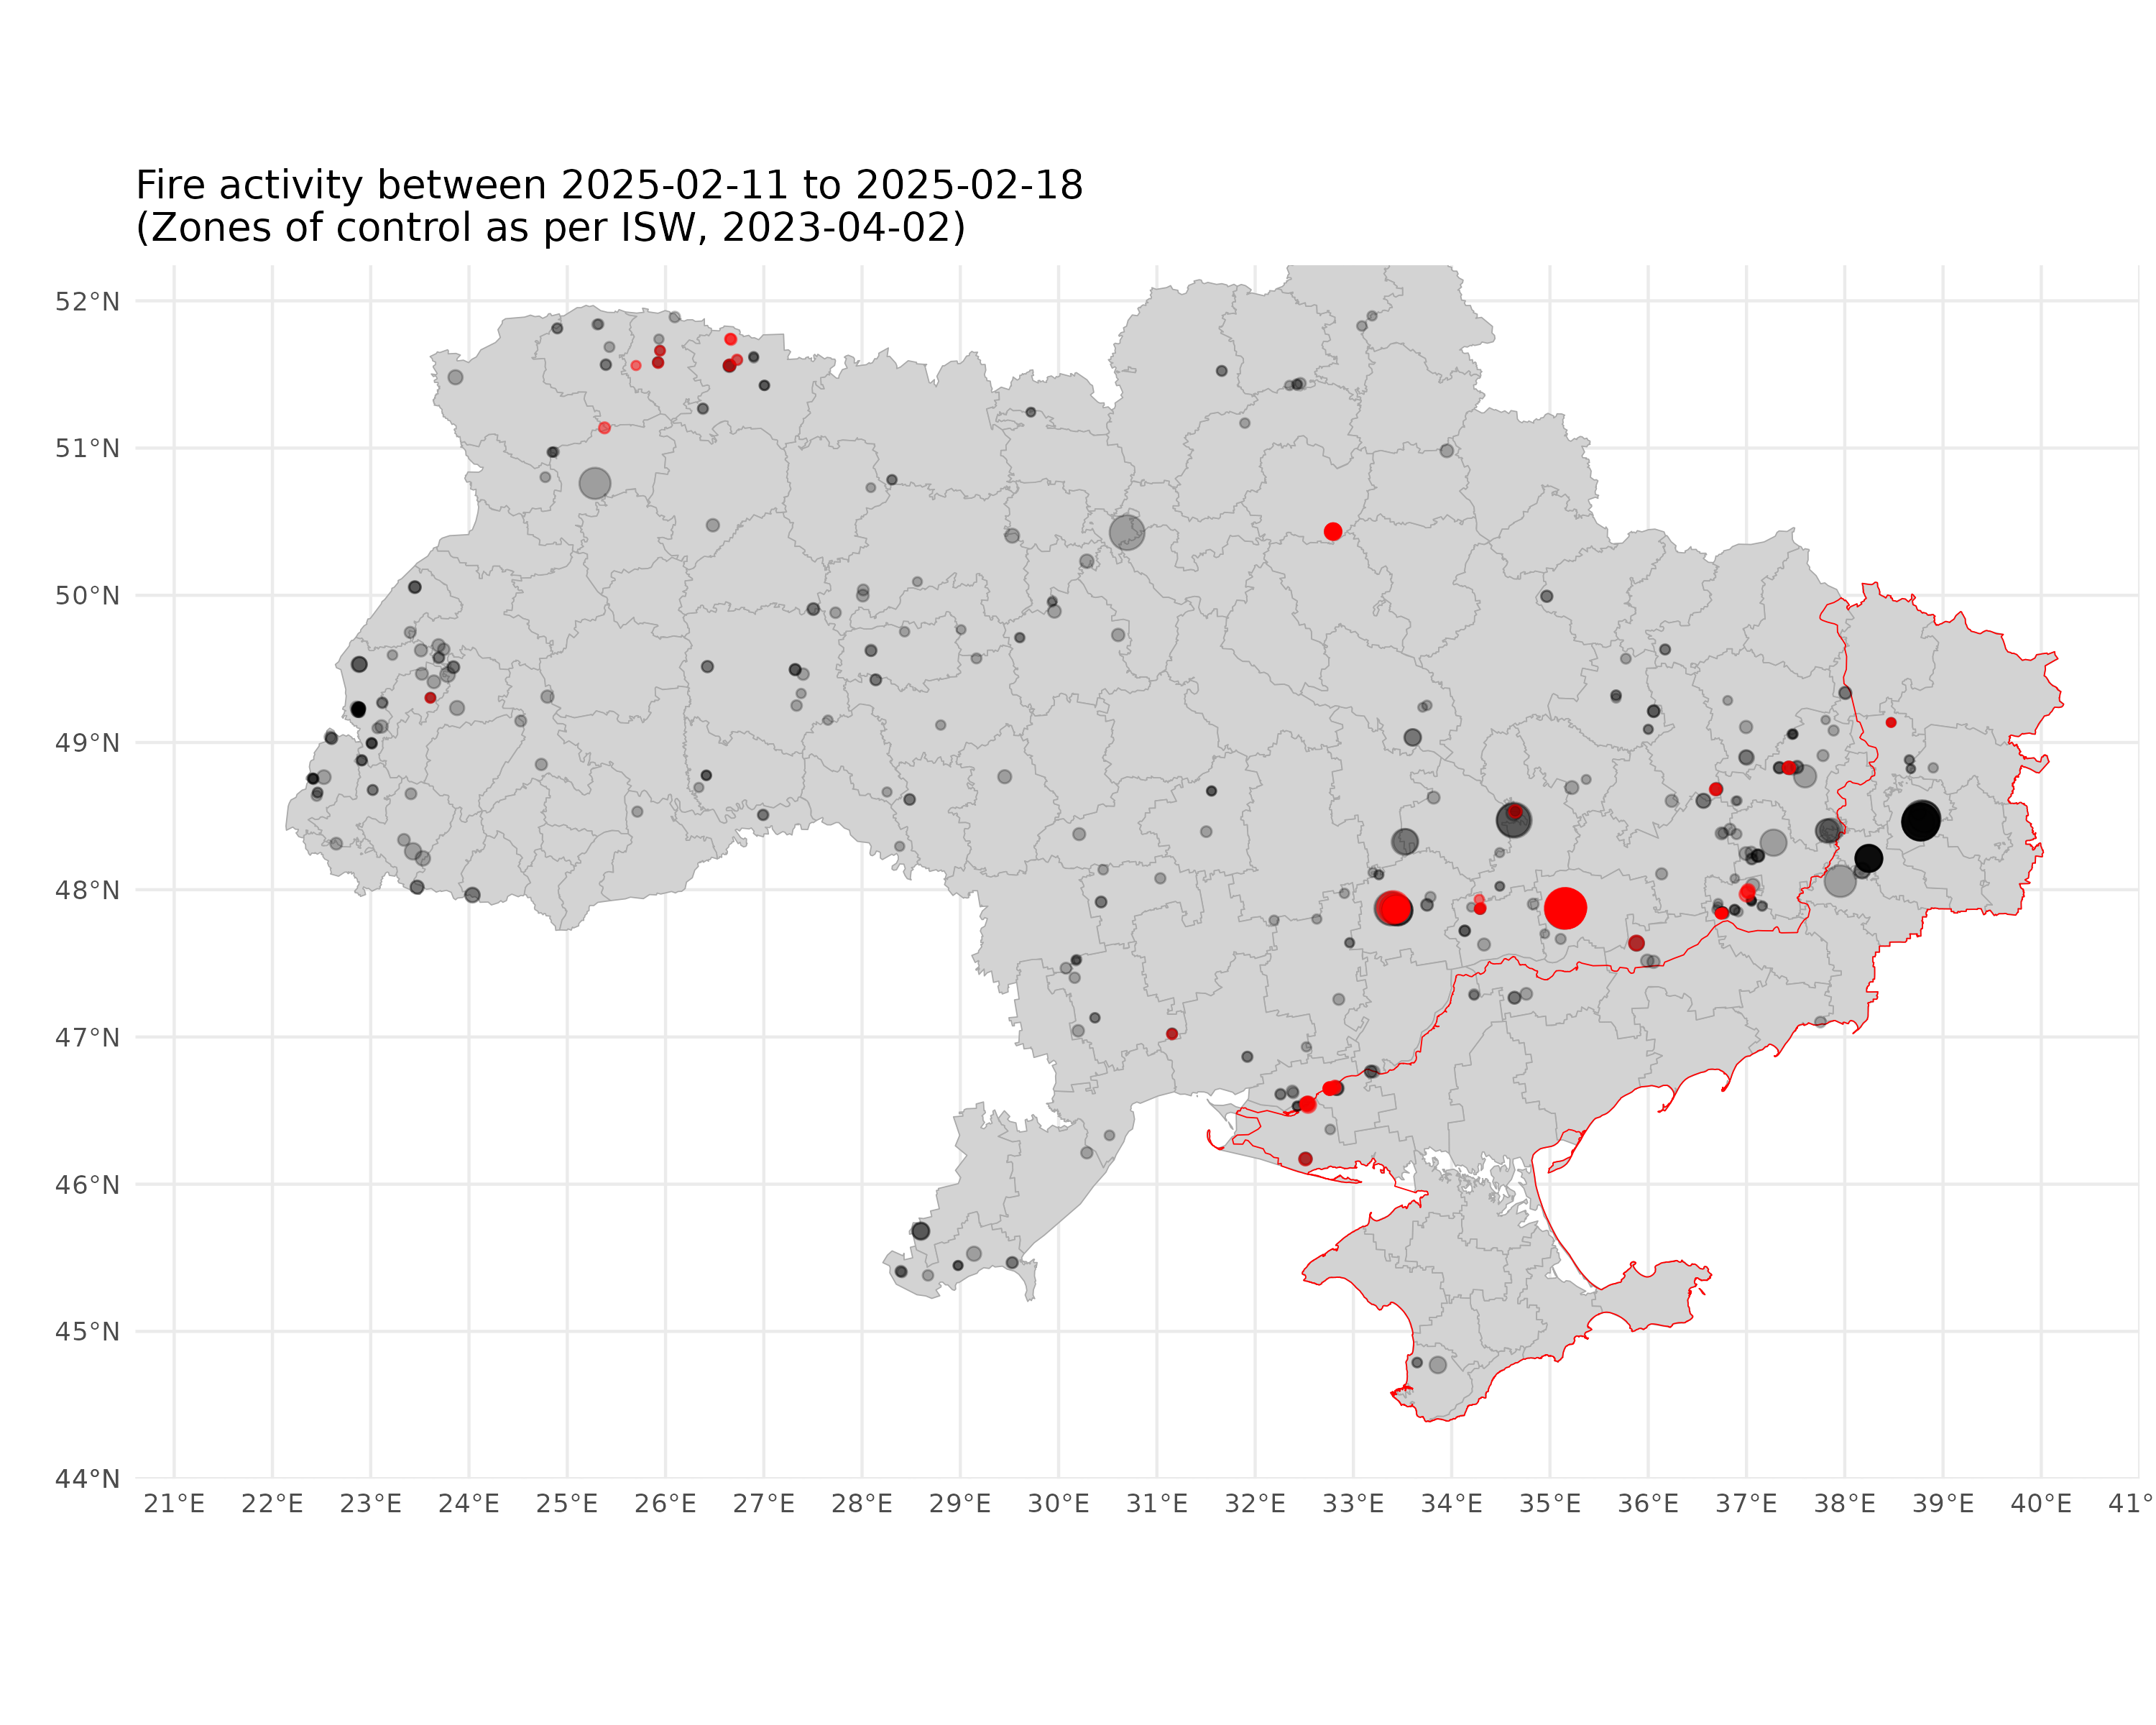 Fire activity between 2025-02-11 to 2025-02-18
(Zones of control as per ISW, 2023-04-02)
52°N
51°N
50°N
49°N
48°N
47°N
46°N
45°N
44°N
21°E 22°E 23°E 24°E 25°E 26°E 27°E 28°E 29°E 30°E 31°E 32°E 33°E 34°E 35°E 36°E 37°E 38°E 39°E 40°E 41°